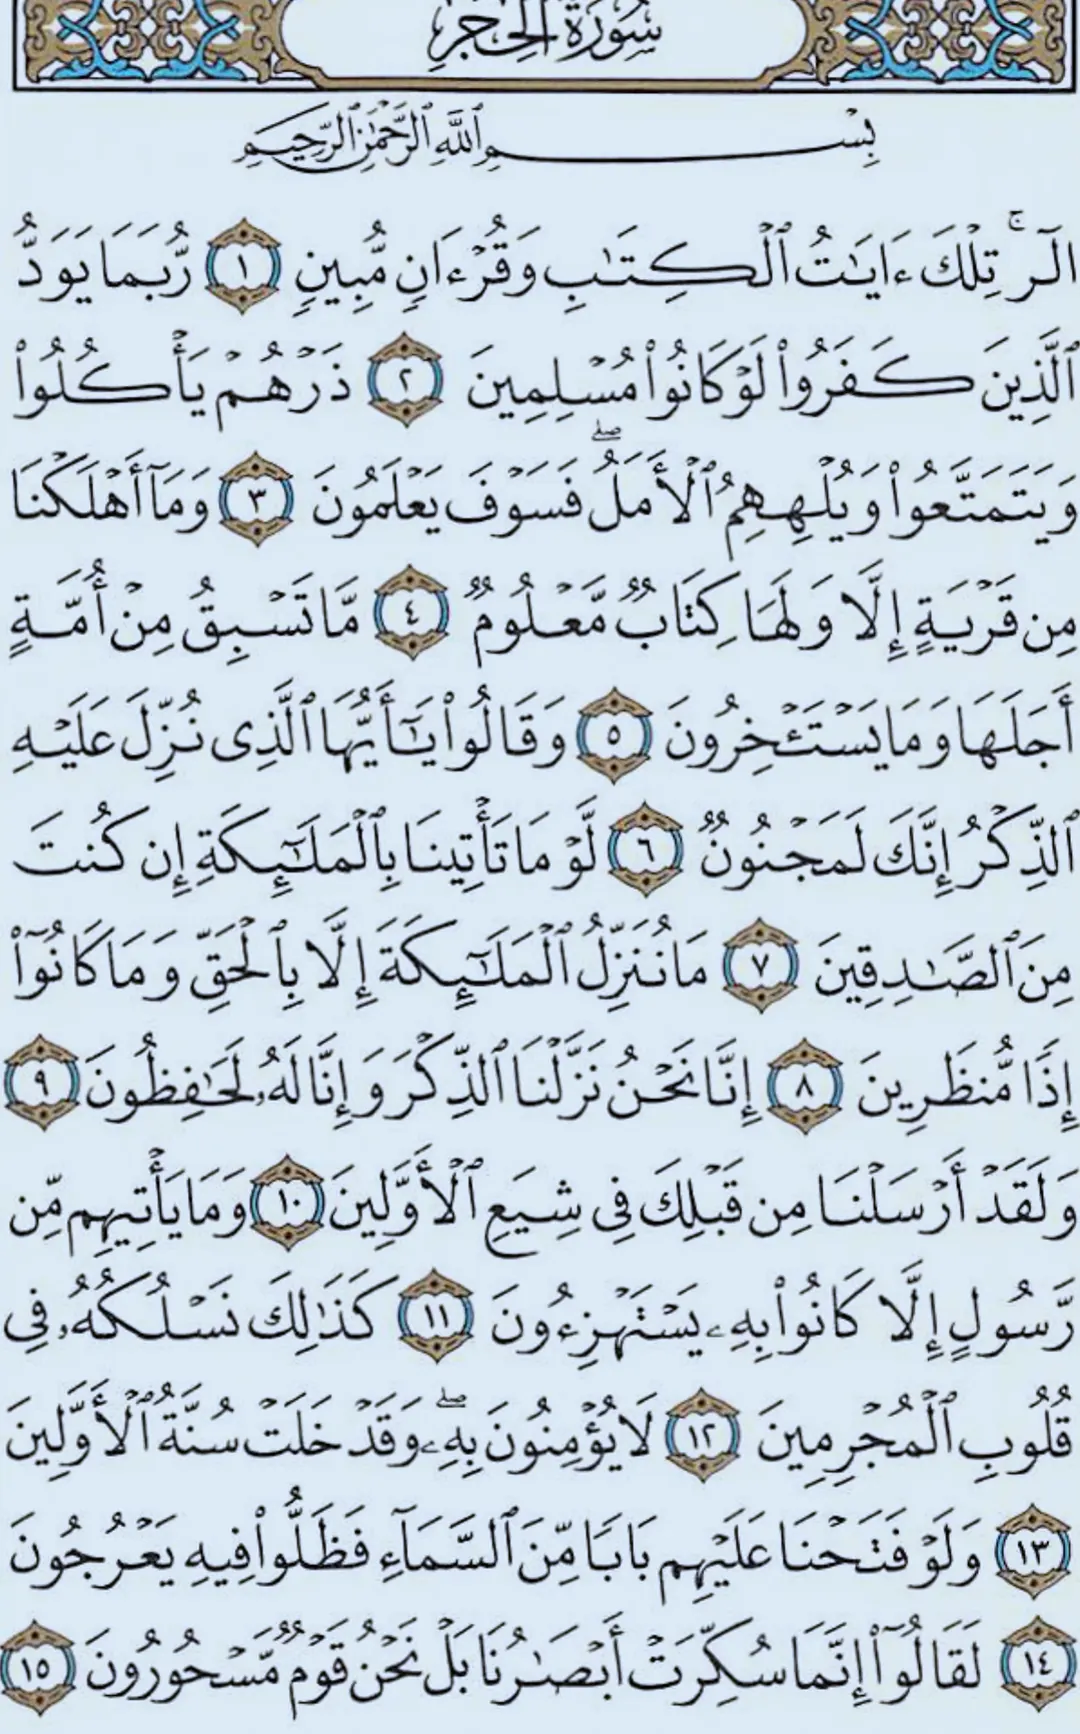 سُورَةُ الحِجْرِ
بِسْمِ ٱللَّهِ ٱلرَّحْمَٰنِ ٱلرَّحِيمِ
الٓرۚ تِلْكَ ءَايَٰتُ ٱلْكِتَٰبِ وَقُرْءَانٍ مُّبِينٍ ١ رُّبَمَا يَوَدُّ
ٱلَّذِينَ كَفَرُوا۟ لَوْ كَانُوا۟ مُسْلِمِينَ ٢ ذَرْهُمْ يَأْكُلُوا۟
وَيَتَمَتَّعُوا۟ وَيُلْهِهِمُ ٱلْأَمَلُۖ فَسَوْفَ يَعْلَمُونَ ٣ وَمَآ أَهْلَكْنَا
مِن قَرْيَةٍ إِلَّا وَلَهَا كِتَابٌ مَّعْلُومٌ ٤ مَّا تَسْبِقُ مِنْ أُمَّةٍ
أَجَلَهَا وَمَا يَسْتَـْٔخِرُونَ ٥ وَقَالُوا۟ يَٰٓأَيُّهَا ٱلَّذِى نُزِّلَ عَلَيْهِ
ٱلذِّكْرُ إِنَّكَ لَمَجْنُونٌ ٦ لَّوْ مَا تَأْتِينَا بِٱلْمَلَٰٓئِكَةِ إِن كُنتَ
مِنَ ٱلصَّٰدِقِينَ ٧ مَا نُنَزِّلُ ٱلْمَلَٰٓئِكَةَ إِلَّا بِٱلْحَقِّ وَمَا كَانُوٓا۟
إِذًا مُّنظَرِينَ ٨ إِنَّا نَحْنُ نَزَّلْنَا ٱلذِّكْرَ وَإِنَّا لَهُۥ لَحَٰفِظُونَ ٩
وَلَقَدْ أَرْسَلْنَا مِن قَبْلِكَ فِى شِيَعِ ٱلْأَوَّلِينَ ١٠ وَمَا يَأْتِيهِم مِّن
رَّسُولٍ إِلَّا كَانُوا۟ بِهِۦ يَسْتَهْزِءُونَ ١١ كَذَٰلِكَ نَسْلُكُهُۥ فِى
قُلُوبِ ٱلْمُجْرِمِينَ ١٢ لَا يُؤْمِنُونَ بِهِۦۖ وَقَدْ خَلَتْ سُنَّةُ ٱلْأَوَّلِينَ
١٣ وَلَوْ فَتَحْنَا عَلَيْهِم بَابًا مِّنَ ٱلسَّمَآءِ فَظَلُّوا۟ فِيهِ يَعْرُجُونَ
١٤ لَقَالُوٓا۟ إِنَّمَا سُكِّرَتْ أَبْصَٰرُنَا بَلْ نَحْنُ قَوْمٌ مَّسْحُورُونَ ١٥